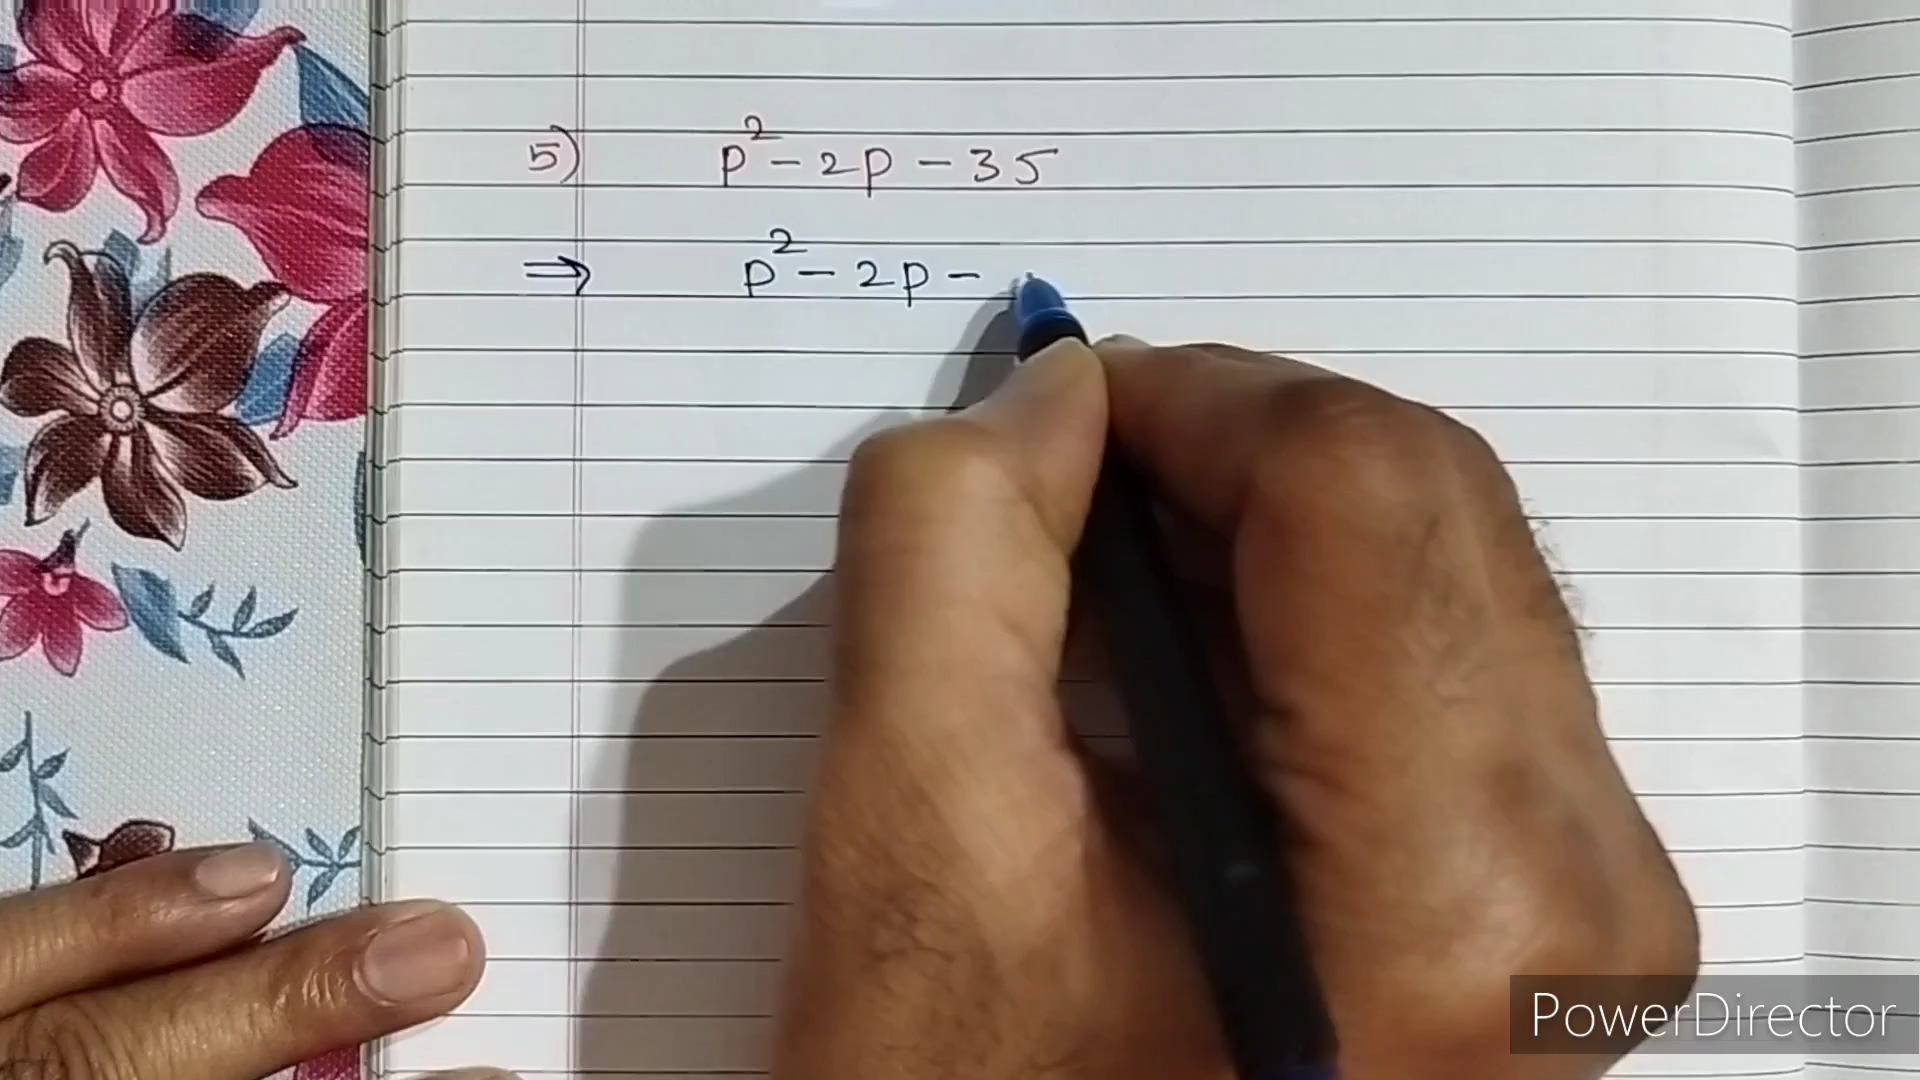 5) p² - 2p - 35
⇒ p² - 2p -
PowerDirector